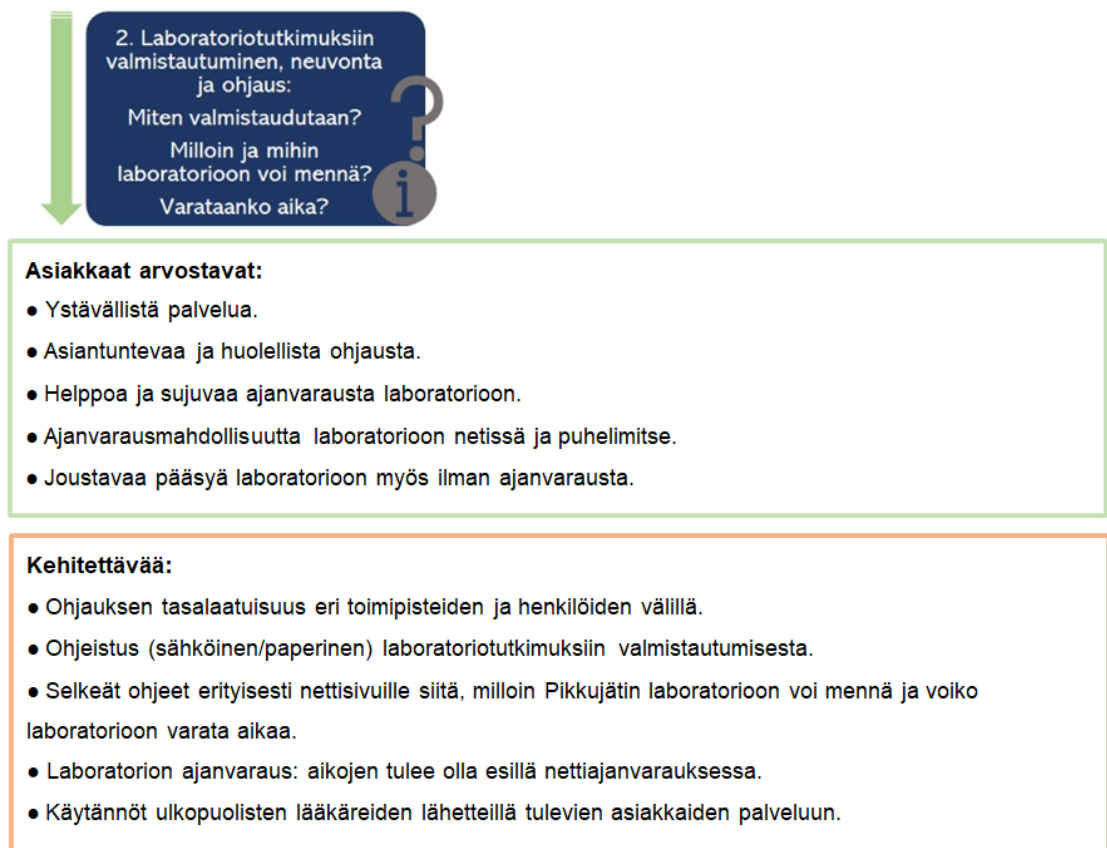 2. Laboratoriotutkimuksiin
valmistautuminen, neuvonta
ja ohjaus:
Miten valmistaudutaan?
Milloin ja mihin
laboratorioon voi mennä?
Varataanko aika?
?
i
Asiakkaat arvostavat:
● Ystävällistä palvelua.
● Asiantuntevaa ja huolellista ohjausta.
● Helppoa ja sujuvaa ajanvarausta laboratorioon.
● Ajanvarausmahdollisuutta laboratorioon netissä ja puhelimitse.
● Joustavaa pääsyä laboratorioon myös ilman ajanvarausta.
Kehitettävää:
● Ohjauksen tasalaatuisuus eri toimipisteiden ja henkilöiden välillä.
● Ohjeistus (sähköinen/paperinen) laboratoriotutkimuksiin valmistautumisesta.
● Selkeät ohjeet erityisesti nettisivuille siitä, milloin Pikkujätin laboratorioon voi mennä ja voiko
laboratorioon varata aikaa.
● Laboratorion ajanvaraus: aikojen tulee olla esillä nettiajanvarauksessa.
● Käytännöt ulkopuolisten lääkäreiden lähetteillä tulevien asiakkaiden palveluun.